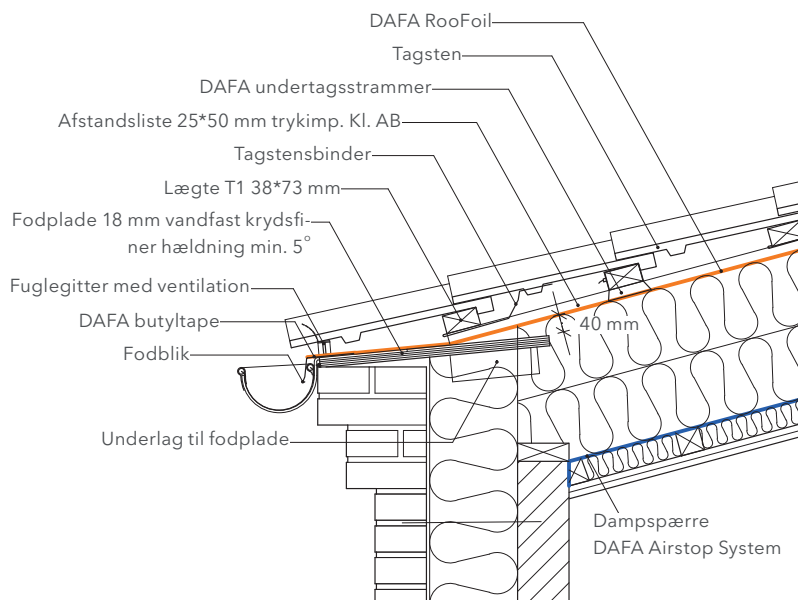 DAFA RooFoil
Tagsten
DAFA undertagsstrammer
Afstandsliste 25*50 mm trykimp. Kl. AB
Tagstensbinder
Lægte T1 38*73 mm
Fodplade 18 mm vandfast krydsfi-
ner hældning min. 5°
Fuglegitter med ventilation
DAFA butyltape
40 mm
Fodblik
Underlag til fodplade
Dampspærre
DAFA Airstop System